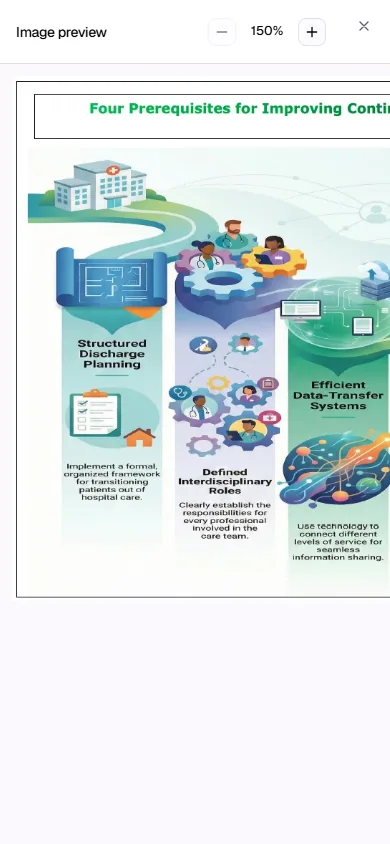 Image preview
150%
Four Prerequisites for Improving
Structured
Discharge
Planning
Implement a formal,
organized framework
for transitioning
patients out of
hospital care.
Defined
Interdisciplinary
Roles
Clearly establish the
responsibilities for
every professional
involved in the
care team.
Efficient
Data-Transfer
Systems
Use technology to
connect different
levels of service for
seamless
information sharing.